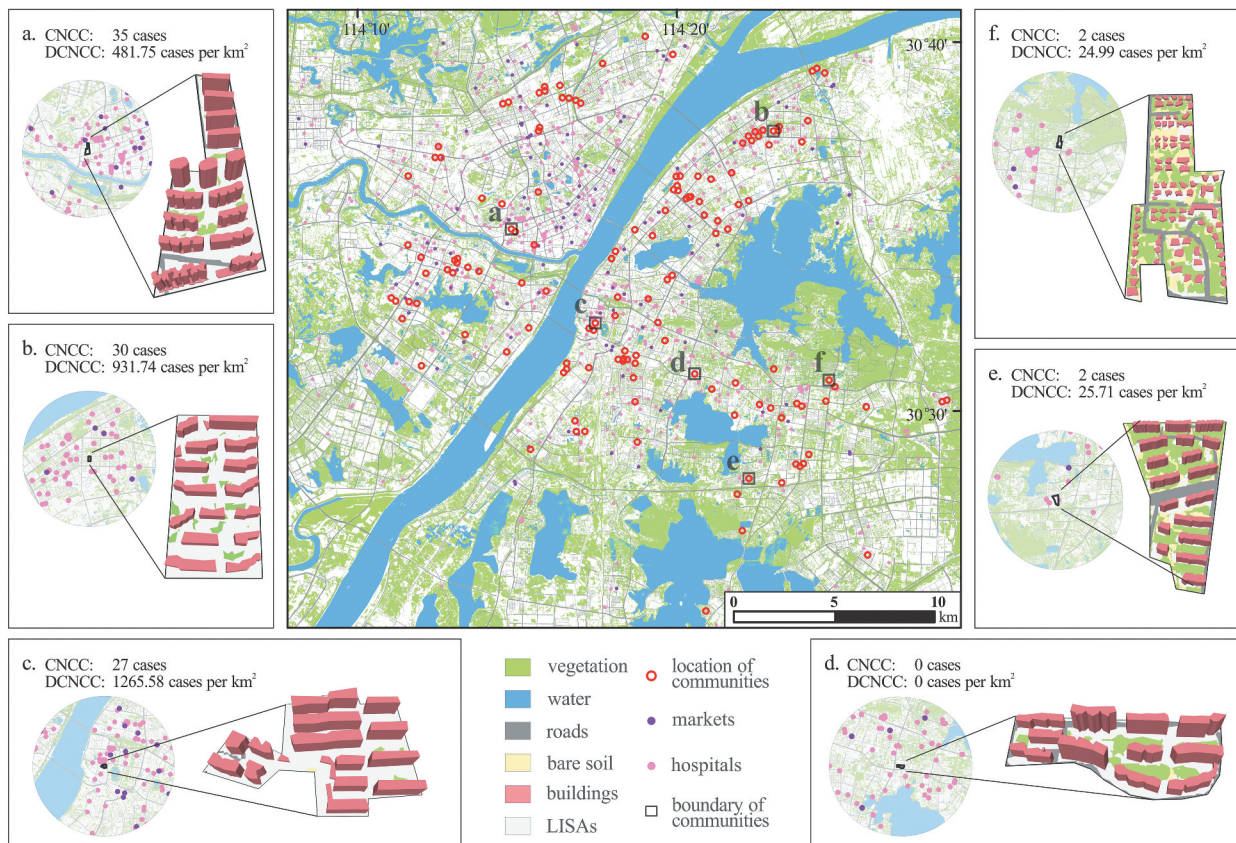 a. CNCC: 35 cases
DCNCC: 481.75 cases per km²
b. CNCC: 30 cases
DCNCC: 931.74 cases per km²
114°10'
114°20'
30°40'
30°30'
a
b
c
d
e
f
0 5 10
km
f. CNCC: 2 cases
DCNCC: 24.99 cases per km²
e. CNCC: 2 cases
DCNCC: 25.71 cases per km²
c. CNCC: 27 cases
DCNCC: 1265.58 cases per km²
vegetation
water
roads
bare soil
buildings
LISAs
location of
communities
markets
hospitals
boundary of
communities
d. CNCC: 0 cases
DCNCC: 0 cases per km²